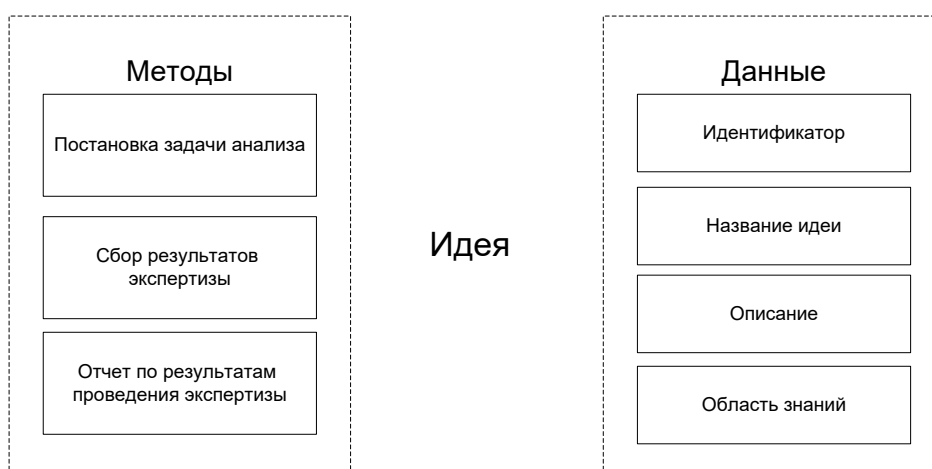 Методы
Постановка задачи анализа
Сбор результатов
экспертизы
Отчет по результатам
проведения экспертизы
Идея
Данные
Идентификатор
Название идеи
Описание
Область знаний